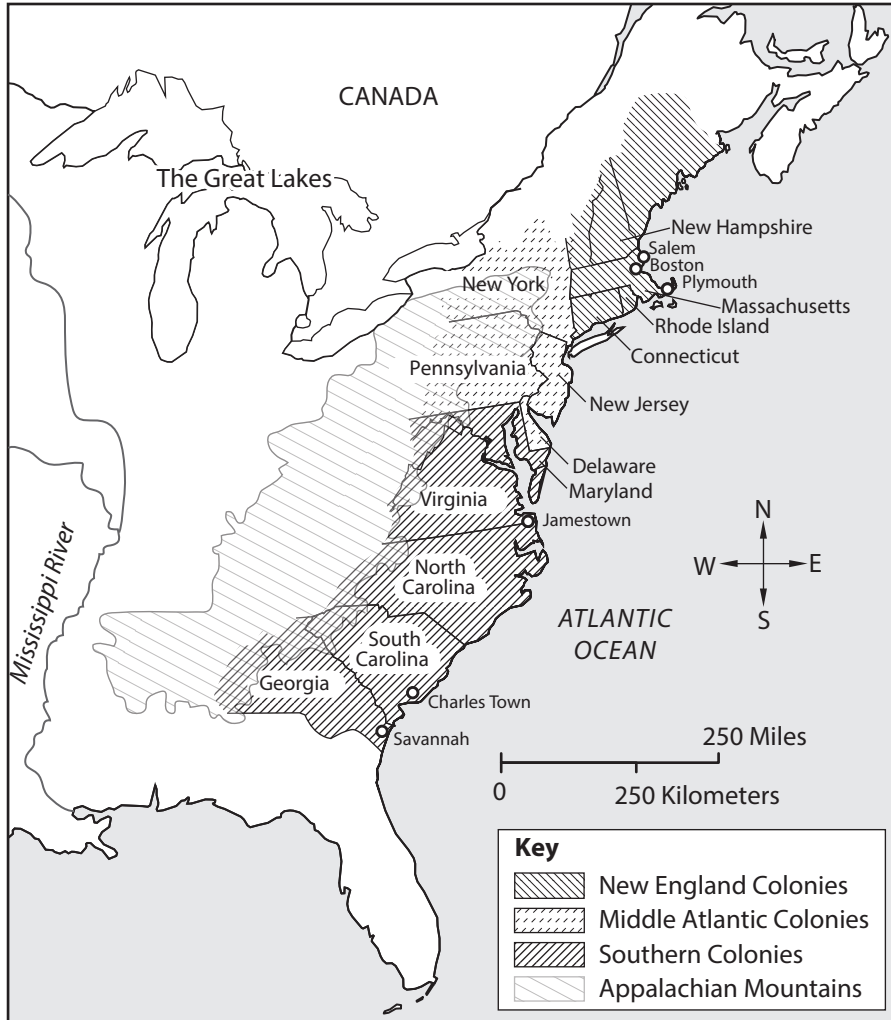 CANADA
The Great Lakes
New Hampshire
Salem
Boston
Plymouth
New York
Massachusetts
Rhode Island
Connecticut
Pennsylvania
New Jersey
Delaware
Maryland
Virginia
Jamestown
N
W
E
S
North
Carolina
ATLANTIC
OCEAN
Mississippi River
South
Carolina
Georgia
Charles Town
Savannah
250 Miles
0
250 Kilometers
Key
New England Colonies
Middle Atlantic Colonies
Southern Colonies
Appalachian Mountains